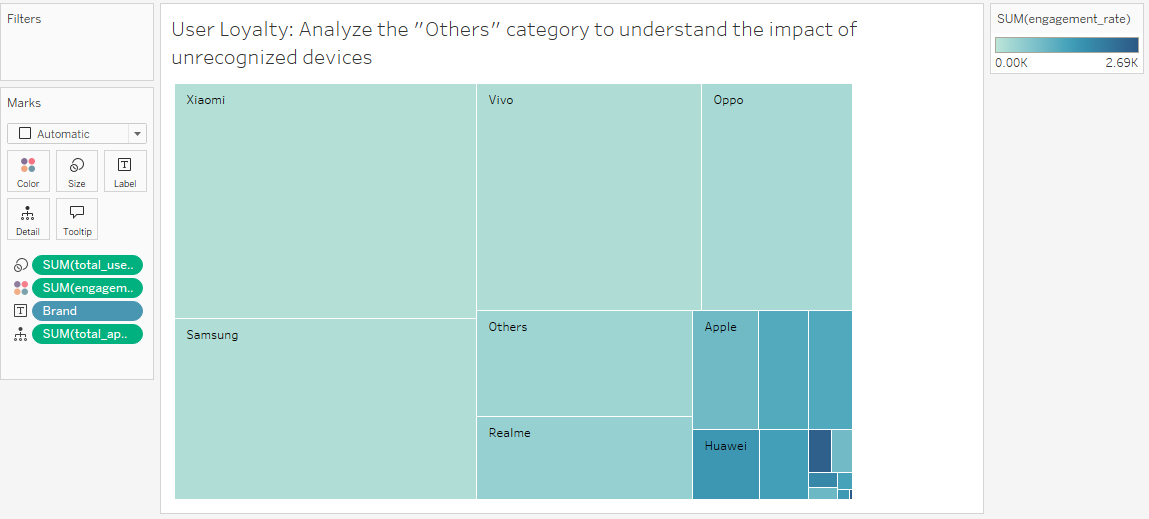 Filters
Marks
Automatic
Color
Size
Label
Detail
Tooltip
SUM(total_use..
SUM(engagem..
Brand
SUM(total_ap..
User Loyalty: Analyze the "Others" category to understand the impact of
unrecognized devices
Xiaomi
Vivo
Oppo
Samsung
Others
Apple
Realme
Huawei
SUM(engagement_rate)
0.00K
2.69K